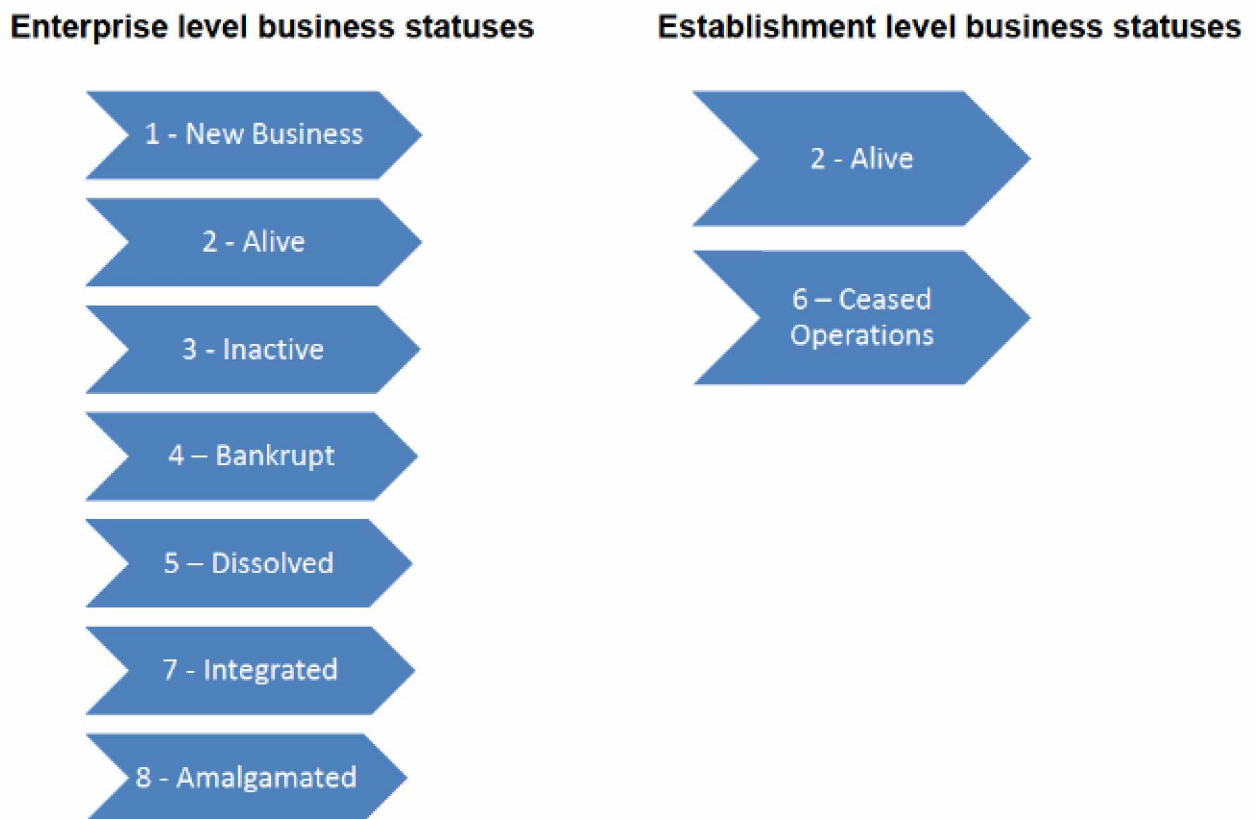 Enterprise level business statuses
1 - New Business
2 - Alive
3 - Inactive
4 – Bankrupt
5 – Dissolved
7 - Integrated
8 - Amalgamated
Establishment level business statuses
2 - Alive
6 – Ceased
Operations